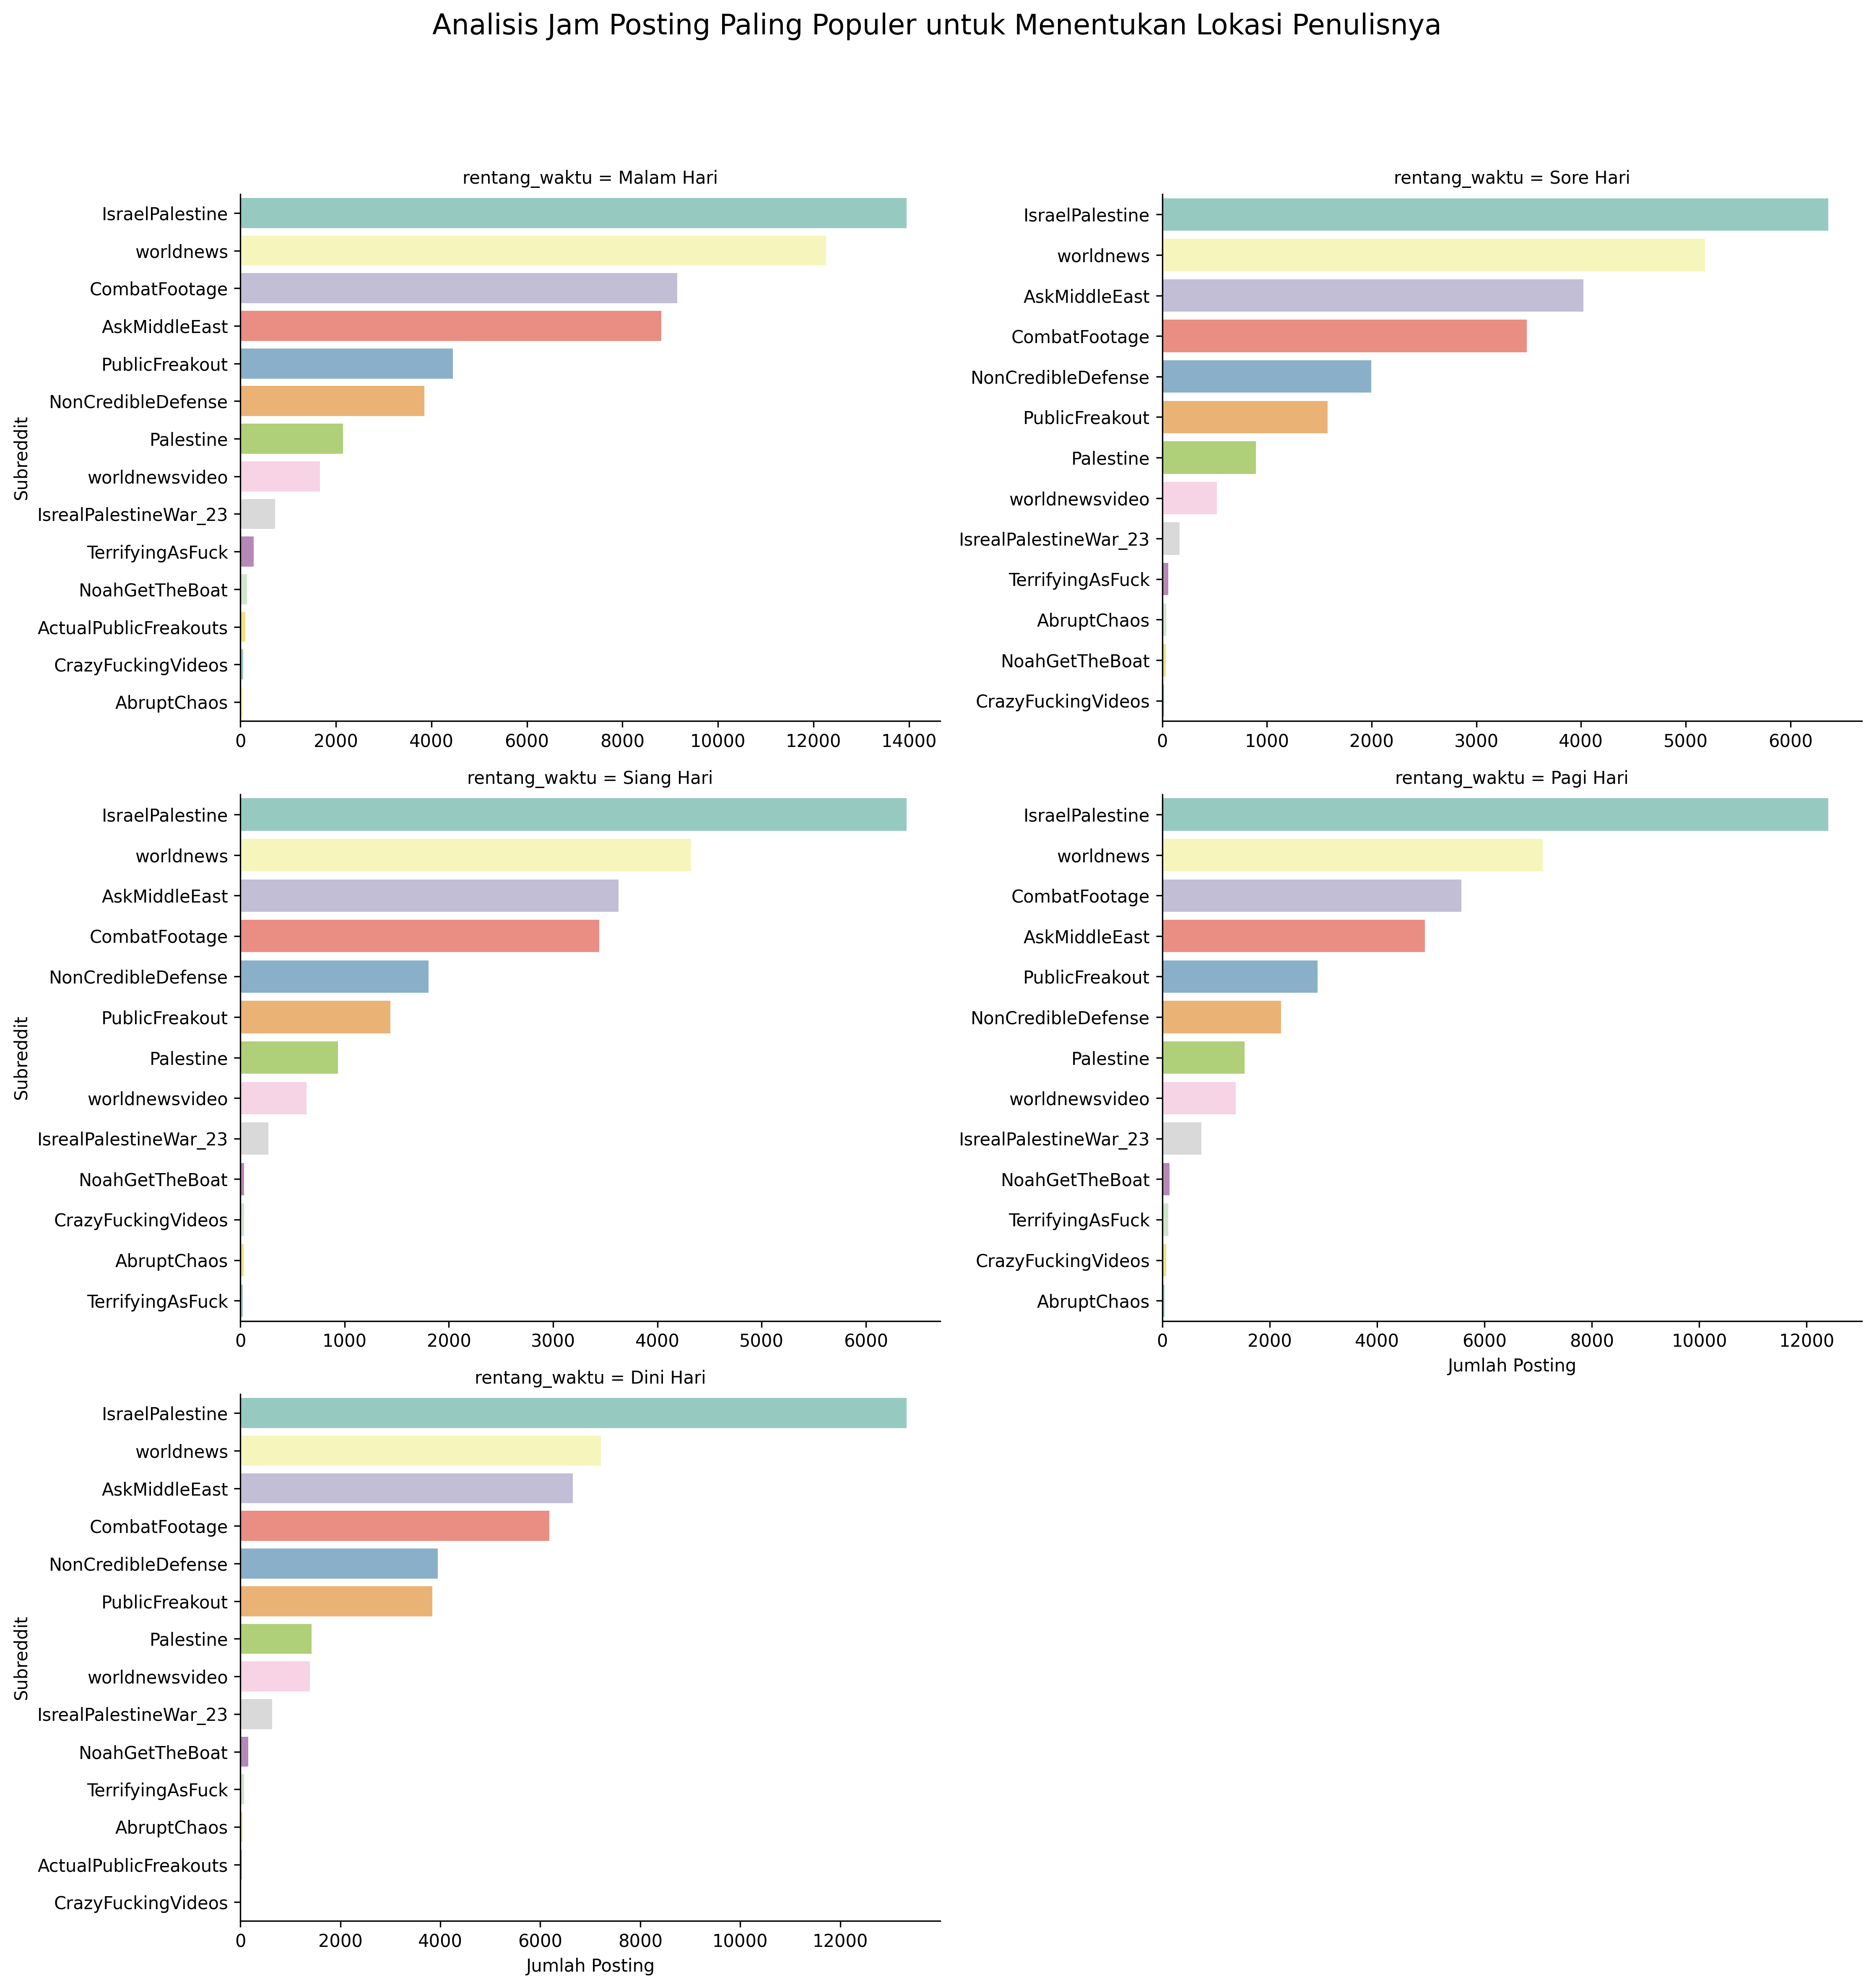 Analisis Jam Posting Paling Populer untuk Menentukan Lokasi Penulisnya
rentang_waktu = Malam Hari
Subreddit
IsraelPalestine
worldnews
CombatFootage
AskMiddleEast
PublicFreakout
NonCredibleDefense
Palestine
worldnewsvideo
IsrealPalestineWar_23
TerrifyingAsFuck
NoahGetTheBoat
ActualPublicFreakouts
CrazyFuckingVideos
AbruptChaos
0 2000 4000 6000 8000 10000 12000 14000
rentang_waktu = Sore Hari
IsraelPalestine
worldnews
AskMiddleEast
CombatFootage
NonCredibleDefense
PublicFreakout
Palestine
worldnewsvideo
IsrealPalestineWar_23
TerrifyingAsFuck
AbruptChaos
NoahGetTheBoat
CrazyFuckingVideos
0 1000 2000 3000 4000 5000 6000
rentang_waktu = Siang Hari
Subreddit
IsraelPalestine
worldnews
AskMiddleEast
CombatFootage
NonCredibleDefense
PublicFreakout
Palestine
worldnewsvideo
IsrealPalestineWar_23
NoahGetTheBoat
CrazyFuckingVideos
AbruptChaos
TerrifyingAsFuck
0 1000 2000 3000 4000 5000 6000
rentang_waktu = Pagi Hari
IsraelPalestine
worldnews
CombatFootage
AskMiddleEast
PublicFreakout
NonCredibleDefense
Palestine
worldnewsvideo
IsrealPalestineWar_23
NoahGetTheBoat
TerrifyingAsFuck
CrazyFuckingVideos
AbruptChaos
0 2000 4000 6000 8000 10000 12000
Jumlah Posting
rentang_waktu = Dini Hari
Subreddit
IsraelPalestine
worldnews
AskMiddleEast
CombatFootage
NonCredibleDefense
PublicFreakout
Palestine
worldnewsvideo
IsrealPalestineWar_23
NoahGetTheBoat
TerrifyingAsFuck
AbruptChaos
ActualPublicFreakouts
CrazyFuckingVideos
0 2000 4000 6000 8000 10000 12000
Jumlah Posting